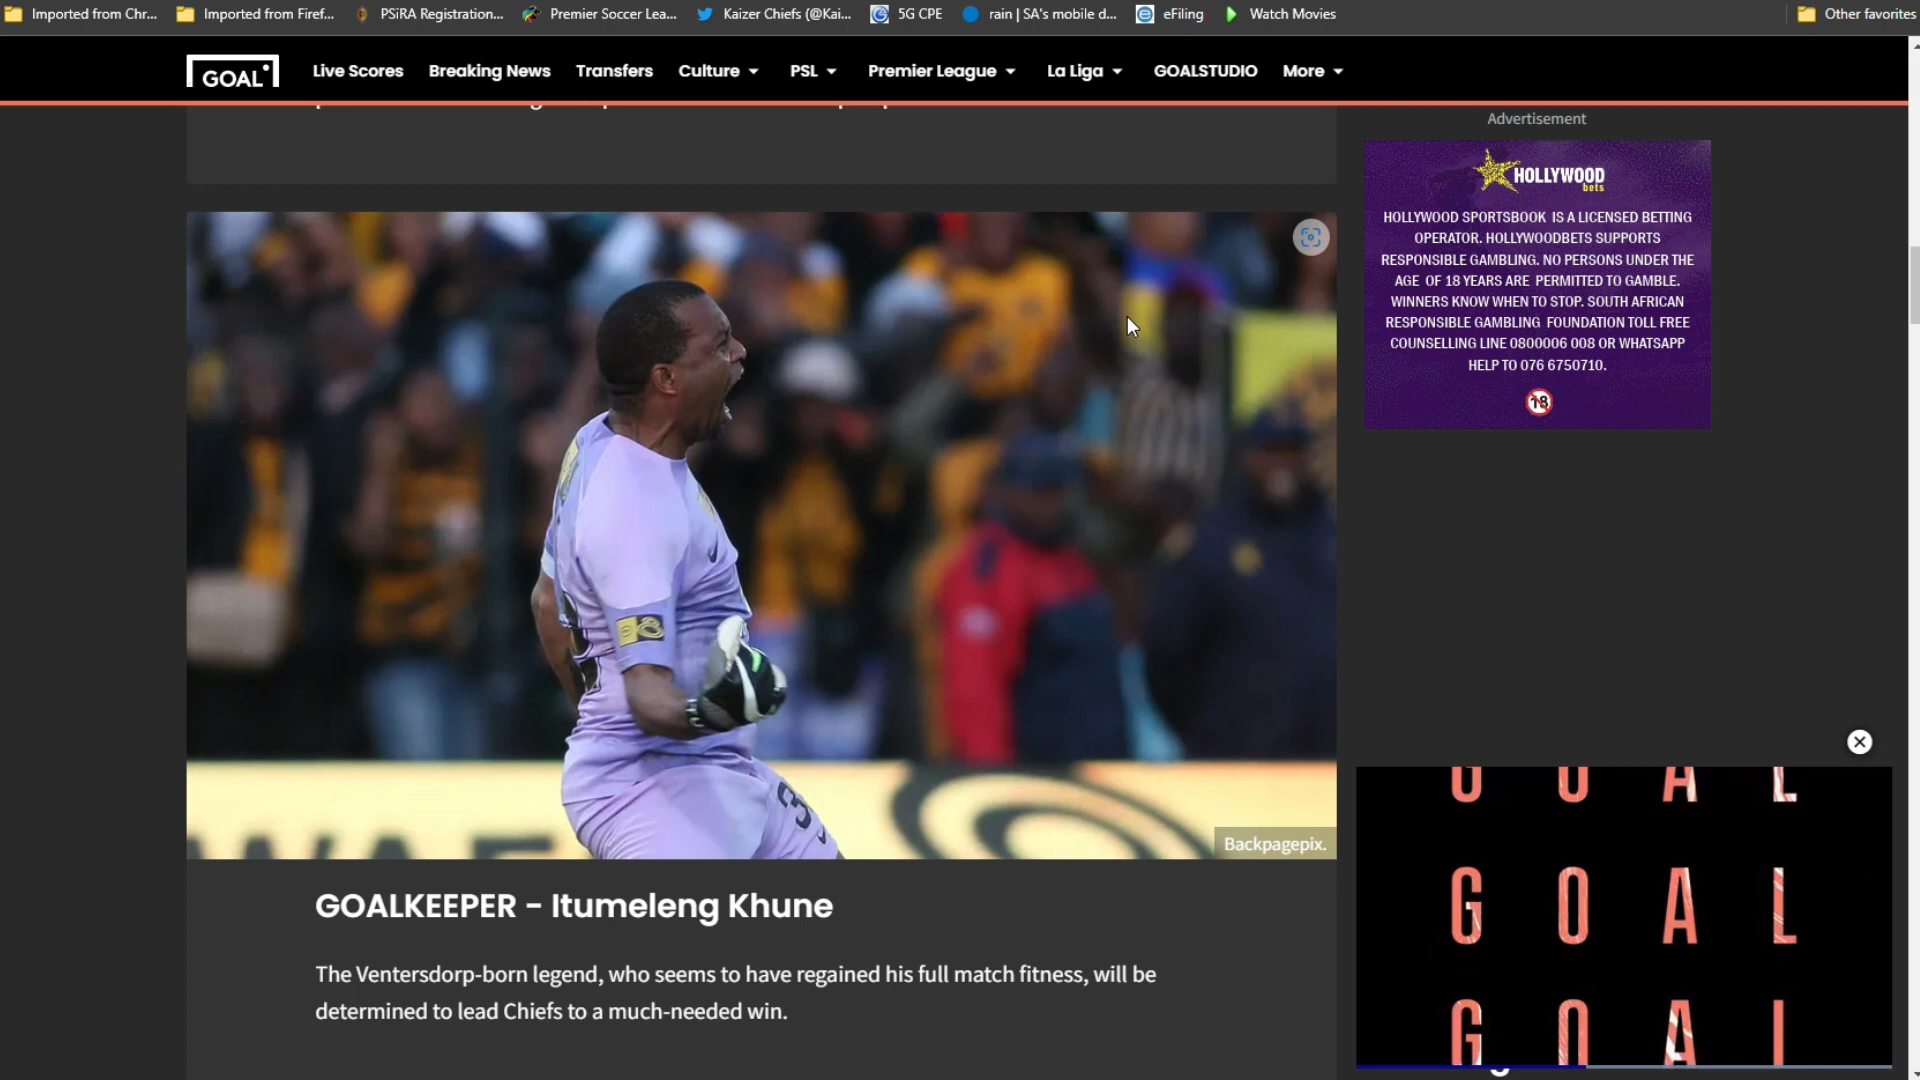 Imported from Chr...
Imported from Firef...
PSiRA Registration...
Premier Soccer Lea...
Kaizer Chiefs (@Kai...
5G CPE
rain | SA's mobile d...
eFiling
Watch Movies
Other favorites
GOAL
Live Scores
Breaking News
Transfers
Culture
PSL
Premier League
La Liga
GOALSTUDIO
More
Advertisement
HOLLYWOOD
bets
HOLLYWOOD SPORTSBOOK IS A LICENSED BETTING
OPERATOR. HOLLYWOODBETS SUPPORTS
RESPONSIBLE GAMBLING. NO PERSONS UNDER THE
AGE OF 18 YEARS ARE PERMITTED TO GAMBLE.
WINNERS KNOW WHEN TO STOP. SOUTH AFRICAN
RESPONSIBLE GAMBLING FOUNDATION TOLL FREE
COUNSELLING LINE 0800006 008 OR WHATSAPP
HELP TO 076 6750710.
18
Backpagepix.
GOALKEEPER - Itumeleng Khune
The Ventersdorp-born legend, who seems to have regained his full match fitness, will be
determined to lead Chiefs to a much-needed win.
GOAL
GOAL
GOAL